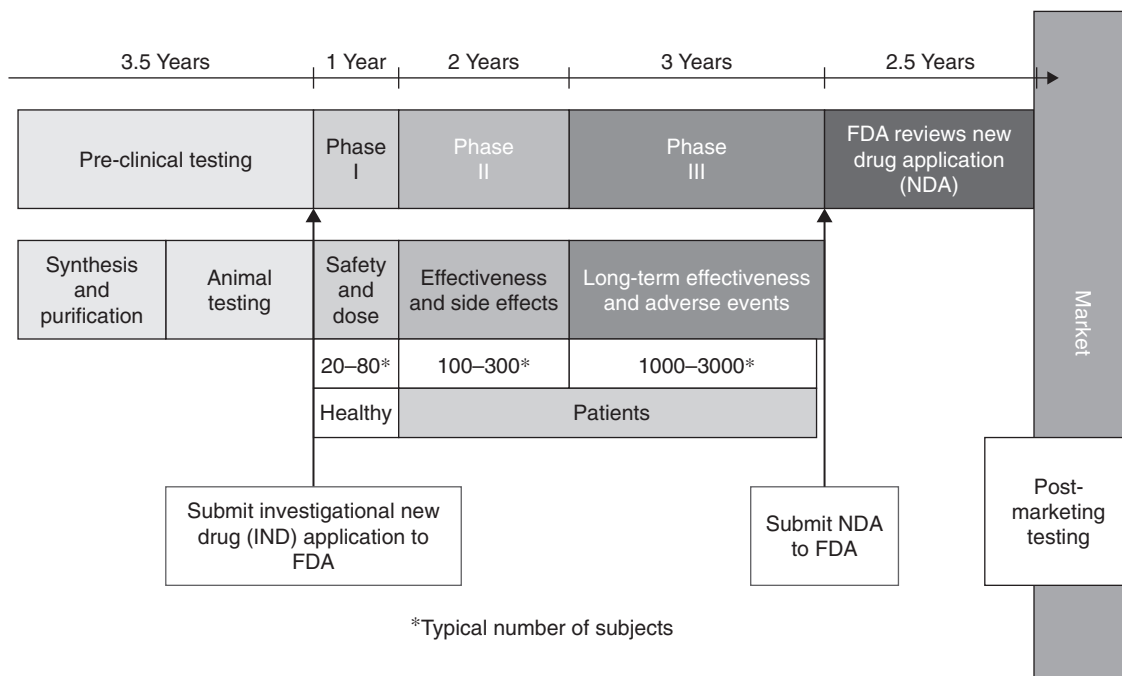 3.5 Years
1 Year
2 Years
3 Years
2.5 Years
Pre-clinical testing
Phase
I
Phase
II
Phase
III
FDA reviews new
drug application
(NDA)
Synthesis
and
purification
Animal
testing
Safety
and
dose
Effectiveness
and side effects
Long-term effectiveness
and adverse events
20–80*
100–300*
1000–3000*
Healthy
Patients
Market
Submit investigational new
drug (IND) application to
FDA
Submit NDA
to FDA
Post-
marketing
testing
*Typical number of subjects